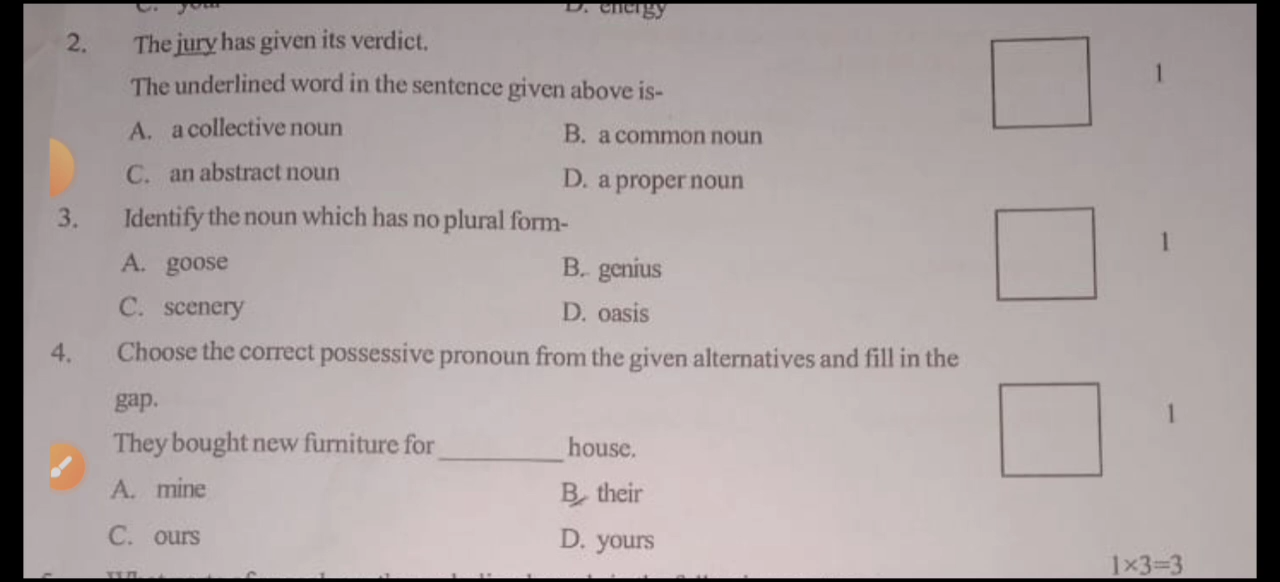 C. your D. energy
2. The jury has given its verdict. 1
The underlined word in the sentence given above is-
A. a collective noun B. a common noun
C. an abstract noun D. a proper noun
3. Identify the noun which has no plural form- 1
A. goose B. genius
C. scenery D. oasis
4. Choose the correct possessive pronoun from the given alternatives and fill in the
gap. 1
They bought new furniture for ________ house.
A. mine B. their
C. ours D. yours
1×3=3